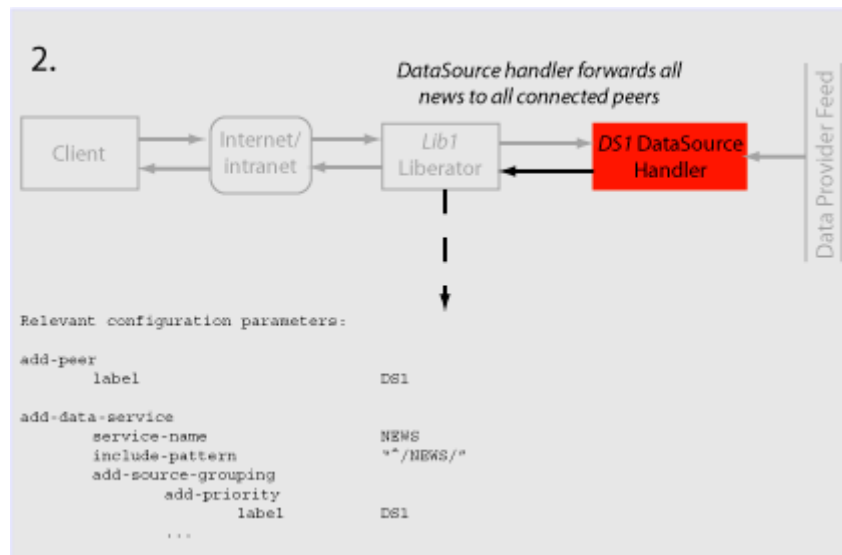 2.
DataSource handler forwards all
news to all connected peers
Client
Internet/
intranet
Lib1
Liberator
DS1 DataSource
Handler
Data Provider Feed
Relevant configuration parameters:
add-peer
label DS1
add-data-service
service-name NEWS
include-pattern "^/NEWS/"
add-source-grouping
add-priority
label DS1
...